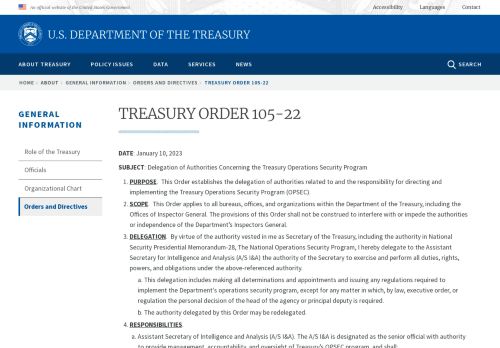 An official website of the United States Government
Accessibility Languages Contact
U.S. DEPARTMENT OF THE TREASURY
ABOUT TREASURY POLICY ISSUES DATA SERVICES NEWS SEARCH
HOME › ABOUT › GENERAL INFORMATION › ORDERS AND DIRECTIVES › TREASURY ORDER 105-22
GENERAL
INFORMATION
Role of the Treasury
Officials
Organizational Chart
Orders and Directives
TREASURY ORDER 105-22
DATE: January 10, 2023
SUBJECT: Delegation of Authorities Concerning the Treasury Operations Security Program
1. PURPOSE. This Order establishes the delegation of authorities related to and the responsibility for directing and
implementing the Treasury Operations Security Program (OPSEC).
2. SCOPE. This Order applies to all bureaus, offices, and organizations within the Department of the Treasury, including the
Offices of Inspector General. The provisions of this Order shall not be construed to interfere with or impede the authorities
or independence of the Department's Inspectors General.
3. DELEGATION. By virtue of the authority vested in me as Secretary of the Treasury, including the authority in National
Security Presidential Memorandum-28, The National Operations Security Program, I hereby delegate to the Assistant
Secretary for Intelligence and Analysis (A/S I&A) the authority of the Secretary to exercise and perform all duties, rights,
powers, and obligations under the above-referenced authority.
a. This delegation includes making all determinations and appointments and issuing any regulations required to
implement the Department's operations security program, except for any matter in which, by law, executive order, or
regulation the personal decision of the head of the agency or principal deputy is required.
b. The authority delegated by this Order may be redelegated.
4. RESPONSIBILITIES.
a. Assistant Secretary of Intelligence and Analysis (A/S I&A). The A/S I&A is designated as the senior official with authority
to provide management, accountability, and oversight of Treasury's OPSEC program, and shall